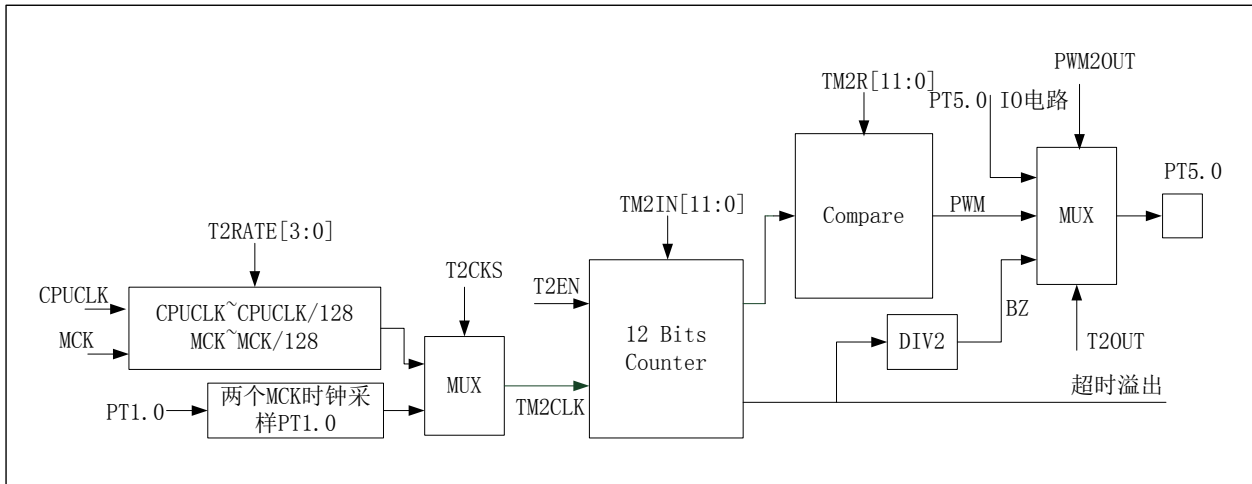 PWM2OUT
TM2R[11:0]
PT5.0 IO电路
PT5.0
TM2IN[11:0]
Compare
PWM
MUX
T2RATE[3:0]
T2CKS
T2EN
CPUCLK
CPUCLK~CPUCLK/128
MCK~MCK/128
MCK
12 Bits
Counter
BZ
DIV2
T2OUT
MUX
TM2CLK
超时溢出
PT1.0
两个MCK时钟采
样PT1.0